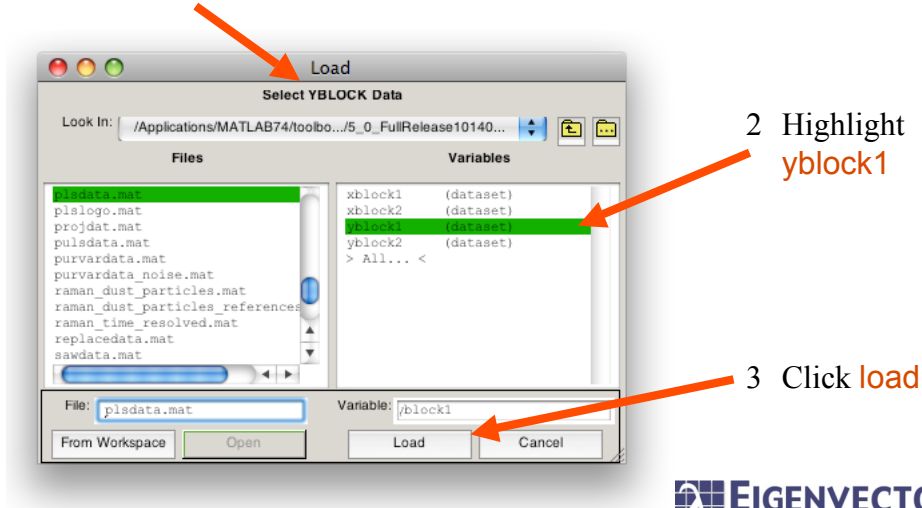 Load
Select YBLOCK Data
Look In: /Applications/MATLAB74/toolbo.../5_0_FullRelease10140...
Files Variables
plsdata.mat
plslogo.mat
projdat.mat
pulsdata.mat
purvardata.mat
purvardata_noise.mat
raman_dust_particles.mat
raman_dust_particles_references
raman_time_resolved.mat
replacedata.mat
sawdata.mat
xblock1 (dataset)
xblock2 (dataset)
yblock1 (dataset)
yblock2 (dataset)
> All... <
File: plsdata.mat
Variable: yblock1
From Workspace Open Load Cancel
2 Highlight
yblock1
3 Click load
EIGENVECTO